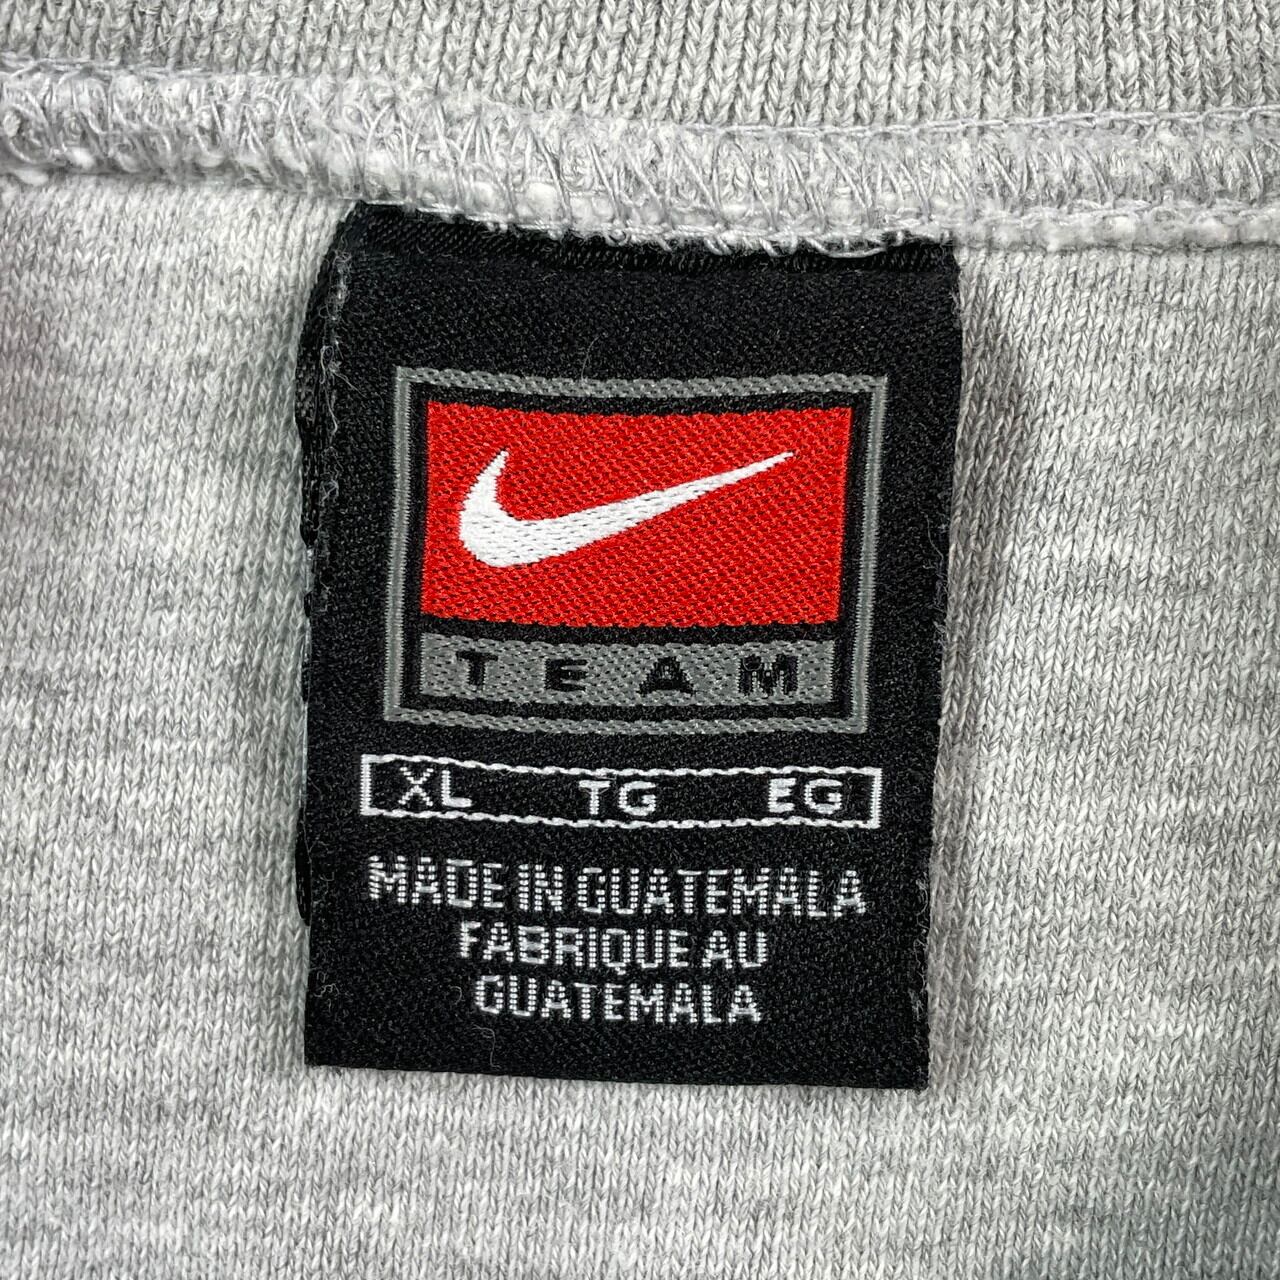 TEAM
XL TG EG
MADE IN GUATEMALA
FABRIQUE AU
GUATEMALA